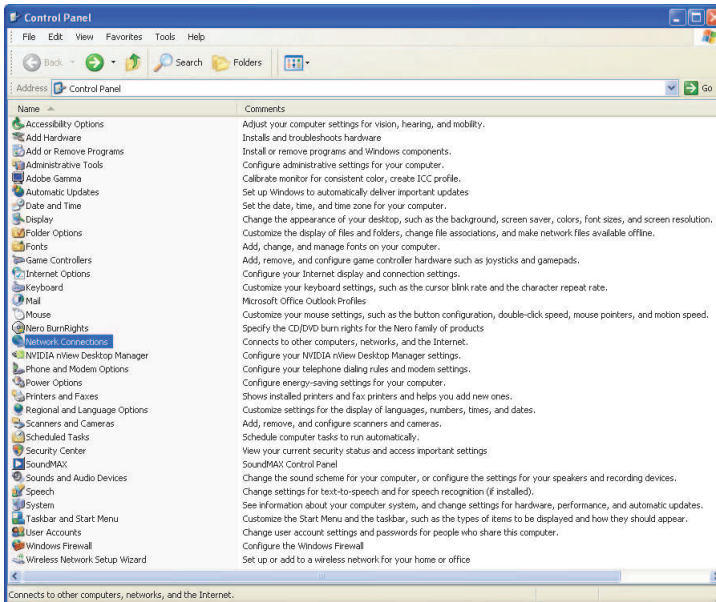 Control Panel
File Edit View Favorites Tools Help
Back Search Folders
Address Control Panel Go
Name Comments
Accessibility Options Adjust your computer settings for vision, hearing, and mobility.
Add Hardware Installs and troubleshoots hardware
Add or Remove Programs Install or remove programs and Windows components.
Administrative Tools Configure administrative settings for your computer.
Adobe Gamma Calibrate monitor for consistent color, create ICC profile.
Automatic Updates Set up Windows to automatically deliver important updates
Date and Time Set the date, time, and time zone for your computer.
Display Change the appearance of your desktop, such as the background, screen saver, colors, font sizes, and screen resolution.
Folder Options Customize the display of files and folders, change file associations, and make network files available offline.
Fonts Add, change, and manage fonts on your computer.
Game Controllers Add, remove, and configure game controller hardware such as joysticks and gamepads.
Internet Options Configure your Internet display and connection settings.
Keyboard Customize your keyboard settings, such as the cursor blink rate and the character repeat rate.
Mail Microsoft Office Outlook Profiles
Mouse Customize your mouse settings, such as the button configuration, double-click speed, mouse pointers, and motion speed.
Nero BurnRights Specify the CD/DVD burn rights for the Nero family of products
Network Connections Connects to other computers, networks, and the Internet.
NVIDIA nView Desktop Manager Configure your NVIDIA nView Desktop Manager settings.
Phone and Modem Options Configure your telephone dialing rules and modem settings.
Power Options Configure energy-saving settings for your computer.
Printers and Faxes Shows installed printers and fax printers and helps you add new ones.
Regional and Language Options Customize settings for the display of languages, numbers, times, and dates.
Scanners and Cameras Add, remove, and configure scanners and cameras.
Scheduled Tasks Schedule computer tasks to run automatically.
Security Center View your current security status and access important settings
SoundMAX SoundMAX Control Panel
Sounds and Audio Devices Change the sound scheme for your computer, or configure the settings for your speakers and recording devices.
Speech Change settings for text-to-speech and for speech recognition (if installed).
System See information about your computer system, and change settings for hardware, performance, and automatic updates.
Taskbar and Start Menu Customize the Start Menu and the taskbar, such as the types of items to be displayed and how they should appear.
User Accounts Change user account settings and passwords for people who share this computer.
Windows Firewall Configure the Windows Firewall
Wireless Network Setup Wizard Set up or add to a wireless network for your home or office
Connects to other computers, networks, and the Internet.